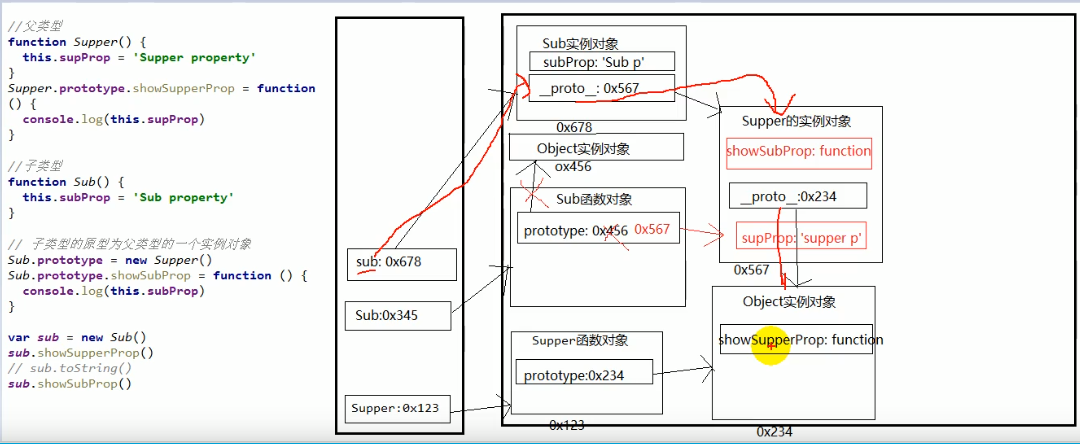 //父类型
function Supper() {
this.supProp = 'Supper property'
}
Supper.prototype.showSupperProp = function
() {
console.log(this.supProp)
}
//子类型
function Sub() {
this.subProp = 'Sub property'
}
// 子类型的原型为父类型的一个实例对象
Sub.prototype = new Supper()
Sub.prototype.showSubProp = function () {
console.log(this.subProp)
}
var sub = new Sub()
sub.showSupperProp()
// sub.toString()
sub.showSubProp()
sub: 0x678
Sub:0x345
Supper:0x123
Sub实例对象
subProp: 'Sub p'
__proto__: 0x567
0x678
Object实例对象
0x456
Sub函数对象
prototype: 0x456 0x567
Supper函数对象
prototype:0x234
0x123
Supper的实例对象
showSubProp: function
__proto__:0x234
supProp: 'supper p'
0x567
Object实例对象
showSupperProp: function
0x234